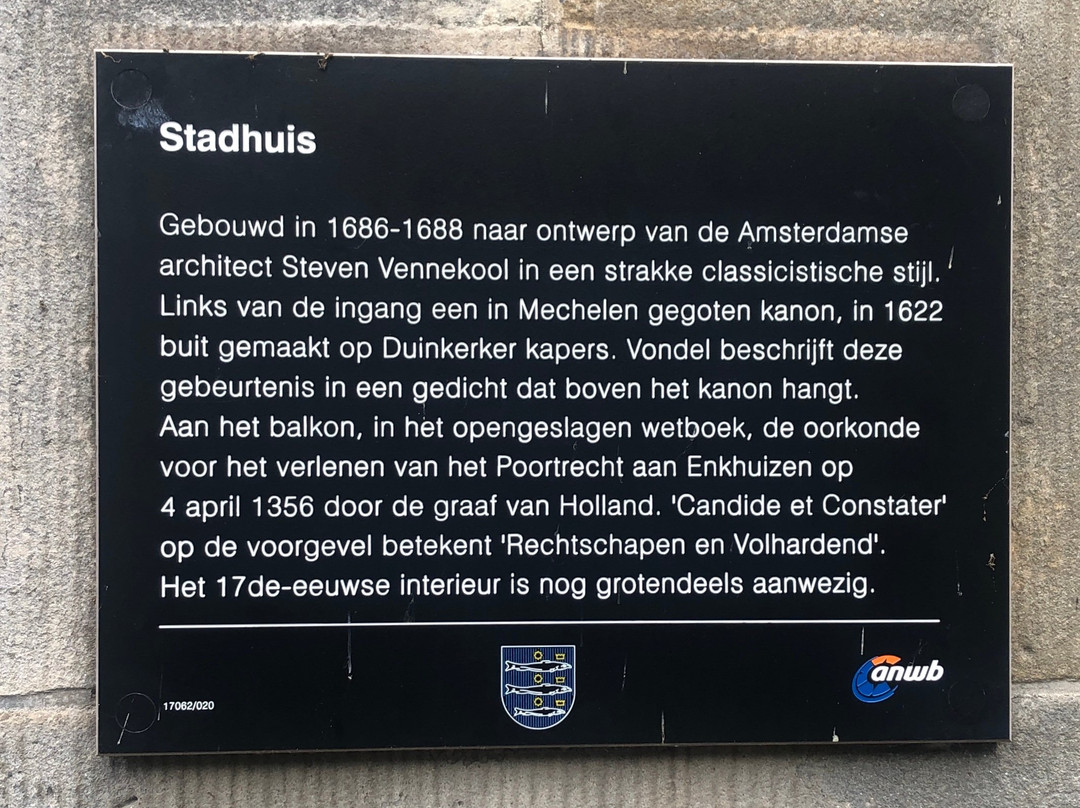 Stadhuis
Gebouwd in 1686-1688 naar ontwerp van de Amsterdamse
architect Steven Vennekool in een strakke classicistische stijl.
Links van de ingang een in Mechelen gegoten kanon, in 1622
buit gemaakt op Duinkerker kapers. Vondel beschrijft deze
gebeurtenis in een gedicht dat boven het kanon hangt.
Aan het balkon, in het opengeslagen wetboek, de oorkonde
voor het verlenen van het Poortrecht aan Enkhuizen op
4 april 1356 door de graaf van Holland. 'Candide et Constater'
op de voorgevel betekent 'Rechtschapen en Volhardend'.
Het 17de-eeuwse interieur is nog grotendeels aanwezig.
17062/020
anwb